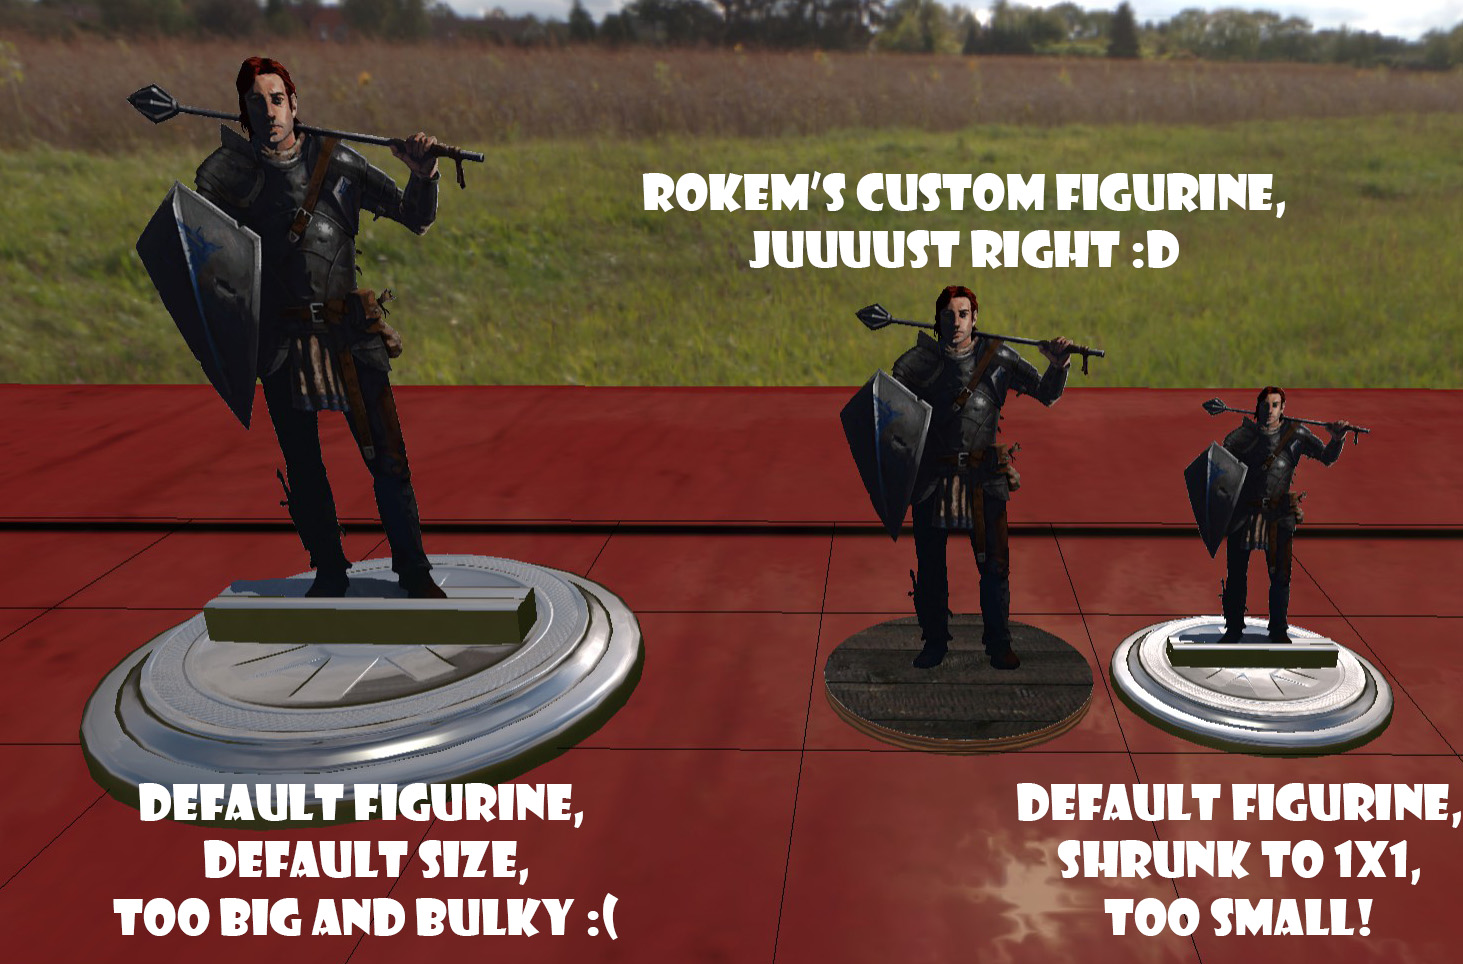 ROKEM'S CUSTOM FIGURINE,
JUUUUST RIGHT :D
DEFAULT FIGURINE,
DEFAULT SIZE,
TOO BIG AND BULKY :(
DEFAULT FIGURINE,
SHRUNK TO 1X1,
TOO SMALL!